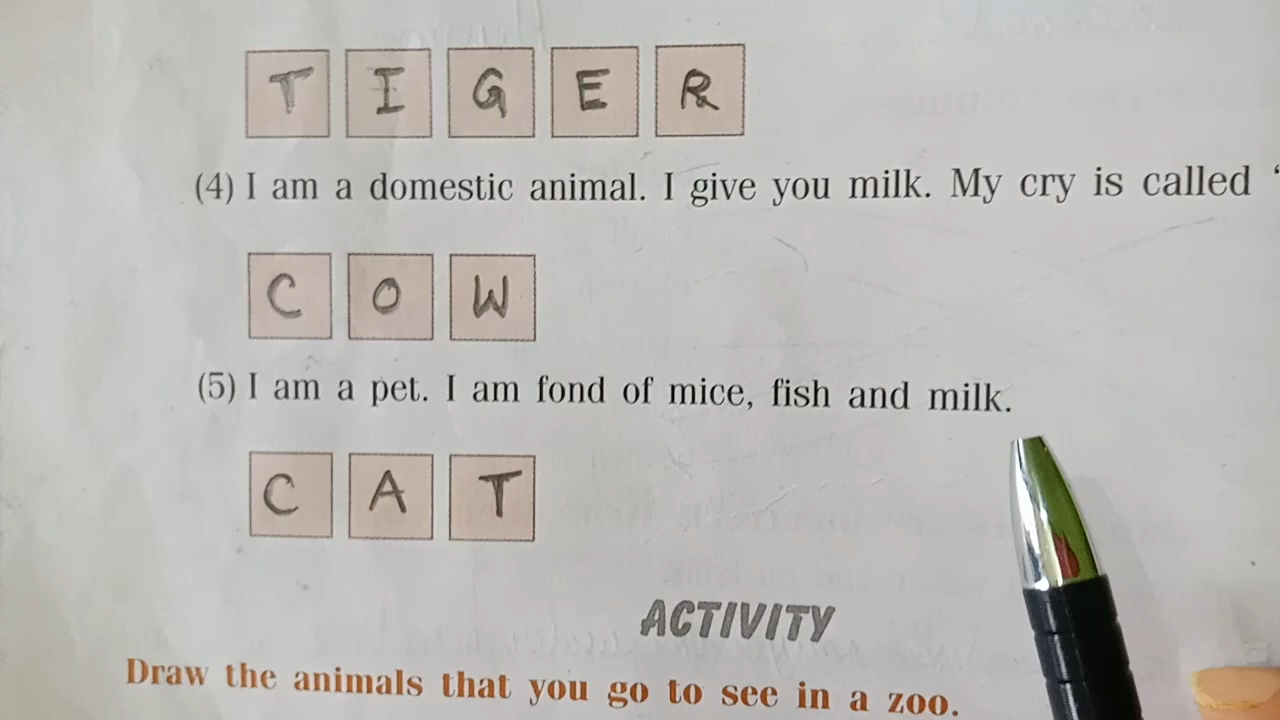 T I G E R
(4) I am a domestic animal. I give you milk. My cry is called ‘
C O W
(5) I am a pet. I am fond of mice, fish and milk.
C A T
ACTIVITY
Draw the animals that you go to see in a zoo.